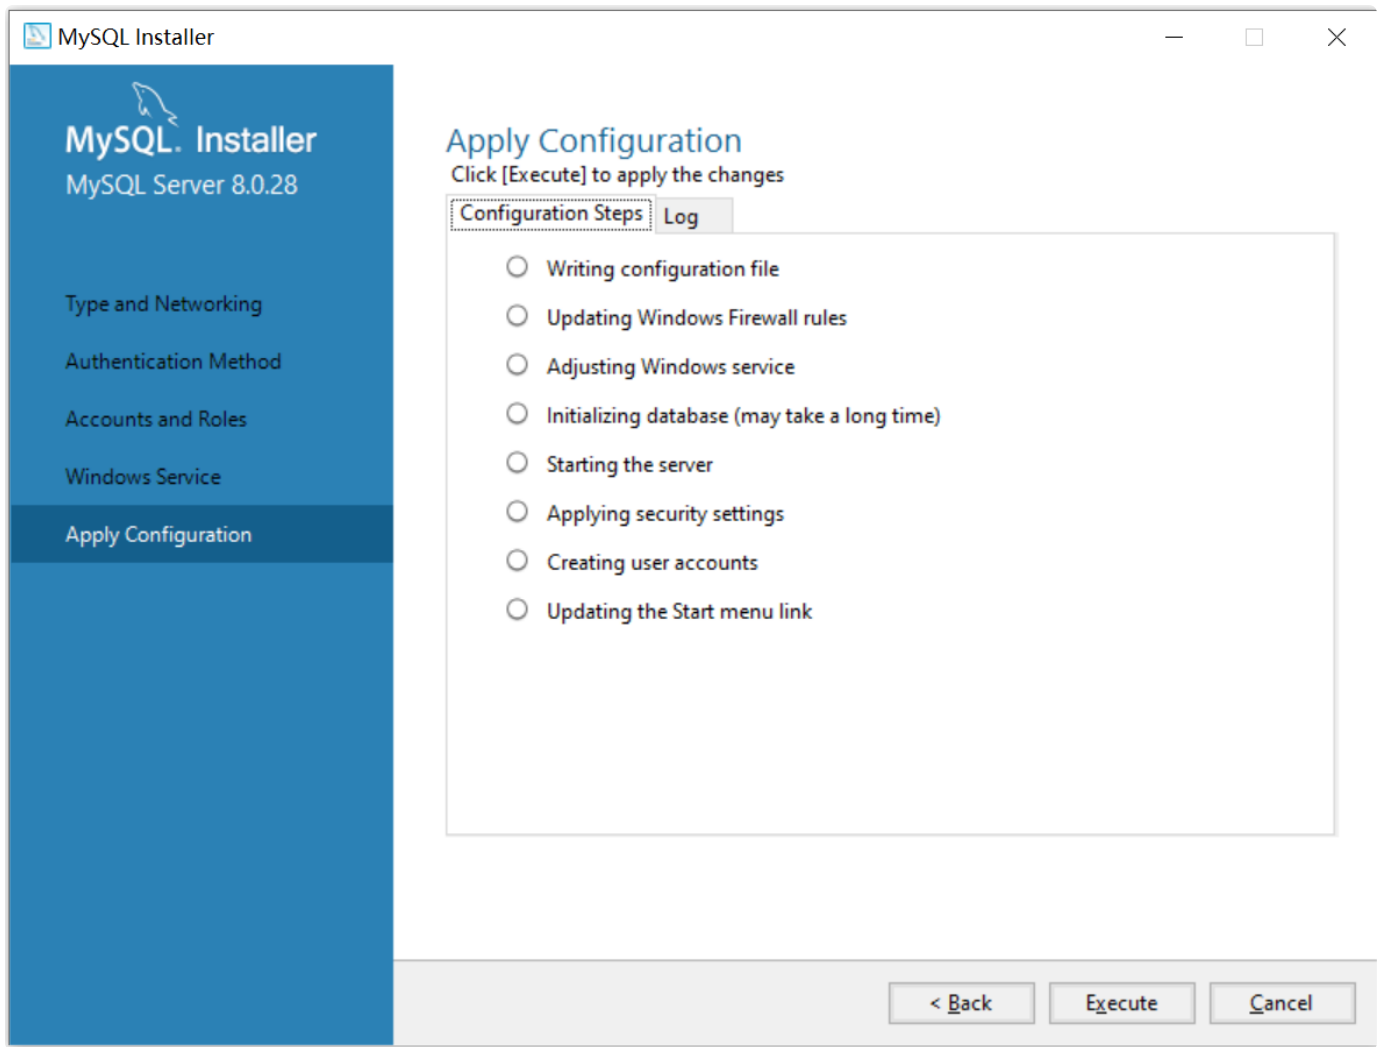 MySQL Installer
MySQL. Installer
MySQL Server 8.0.28
Type and Networking
Authentication Method
Accounts and Roles
Windows Service
Apply Configuration
Apply Configuration
Click [Execute] to apply the changes
Configuration Steps Log
Writing configuration file
Updating Windows Firewall rules
Adjusting Windows service
Initializing database (may take a long time)
Starting the server
Applying security settings
Creating user accounts
Updating the Start menu link
< Back Execute Cancel